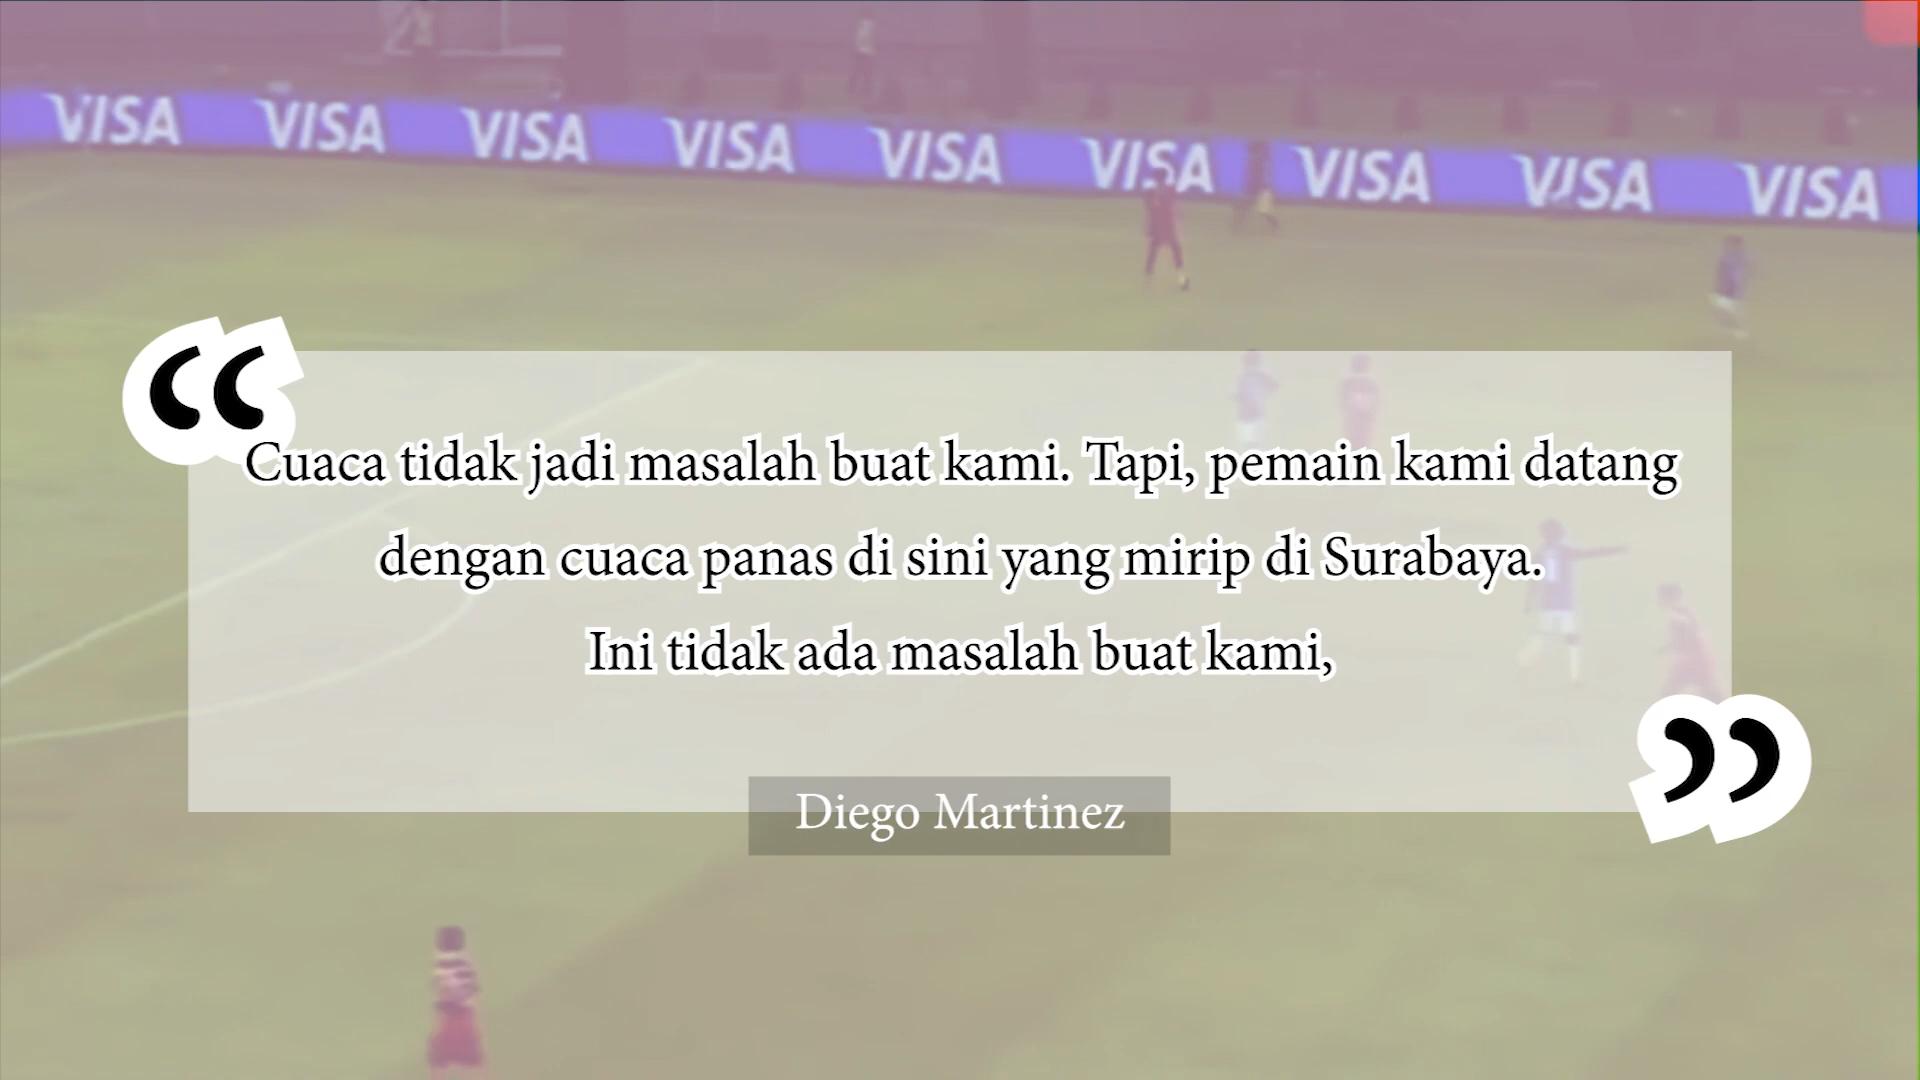 VISA VISA VISA VISA VISA VISA VISA VISA VISA
“Cuaca tidak jadi masalah buat kami. Tapi, pemain kami datang
dengan cuaca panas di sini yang mirip di Surabaya.
Ini tidak ada masalah buat kami,”
Diego Martinez